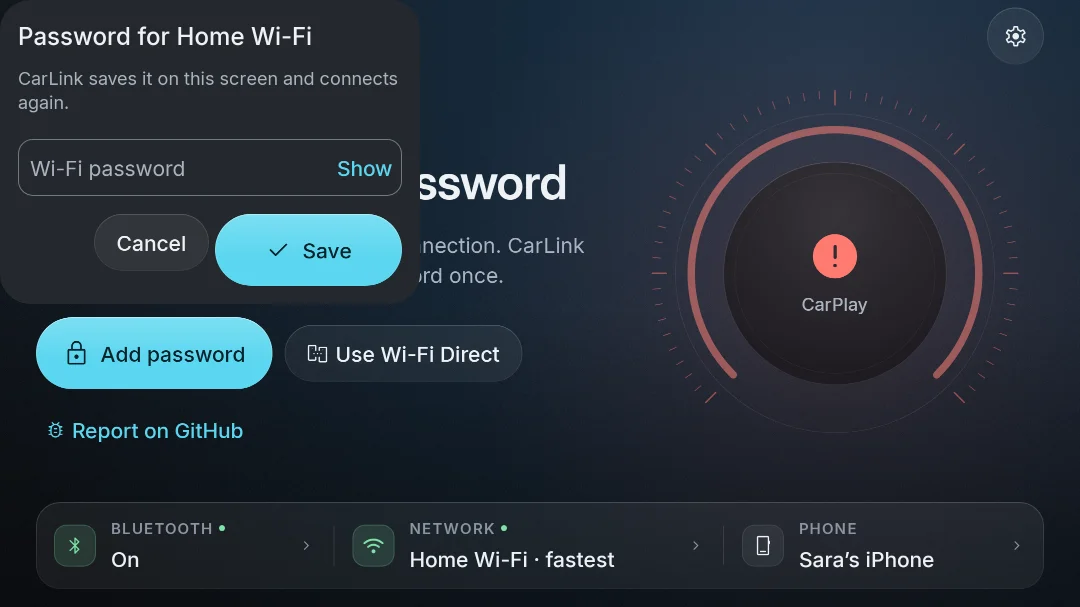 Password for Home Wi-Fi
CarLink saves it on this screen and connects
again.
Wi-Fi password
Show
Cancel
Save
nnection. CarLink
once.
Add password
Use Wi-Fi Direct
Report on GitHub
CarPlay
BLUETOOTH
On
NETWORK
Home Wi-Fi · fastest
PHONE
Sara’s iPhone